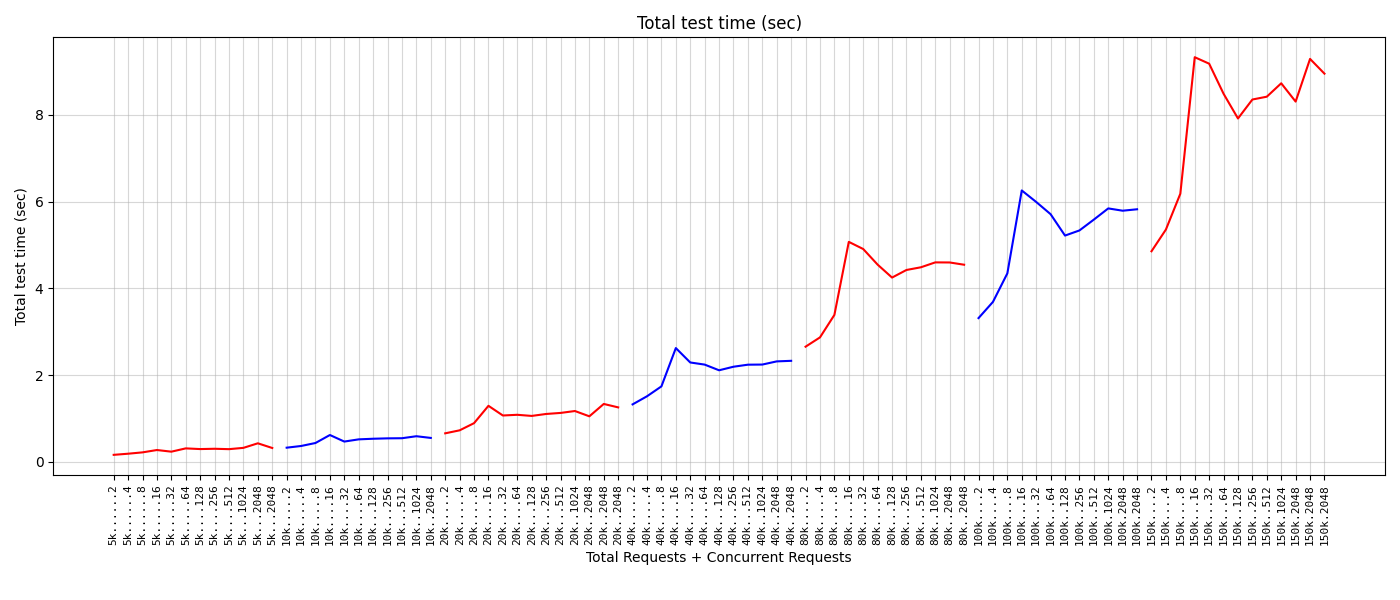 Total test time (sec)
Total test time (sec)
8
6
4
2
0
5k......2
5k......4
5k......8
5k.....16
5k.....32
5k.....64
5k....128
5k....256
5k....512
5k...1024
5k...2048
5k...2048
10k.....2
10k.....4
10k.....8
10k....16
10k....32
10k....64
10k...128
10k...256
10k...512
10k..1024
10k..2048
20k.....2
20k.....4
20k.....8
20k....16
20k....32
20k....64
20k...128
20k...256
20k...512
20k..1024
20k..2048
20k..2048
20k..2048
40k.....2
40k.....4
40k.....8
40k....16
40k....32
40k....64
40k...128
40k...256
40k...512
40k..1024
40k..2048
40k..2048
80k.....2
80k.....4
80k.....8
80k....16
80k....32
80k....64
80k...128
80k...256
80k...512
80k..1024
80k..2048
80k..2048
100k....2
100k....4
100k....8
100k...16
100k...32
100k...64
100k..128
100k..256
100k..512
100k.1024
100k.2048
100k.2048
150k....2
150k....4
150k....8
150k...16
150k...32
150k...64
150k..128
150k..256
150k..512
150k.1024
150k.2048
150k.2048
150k.2048
Total Requests + Concurrent Requests